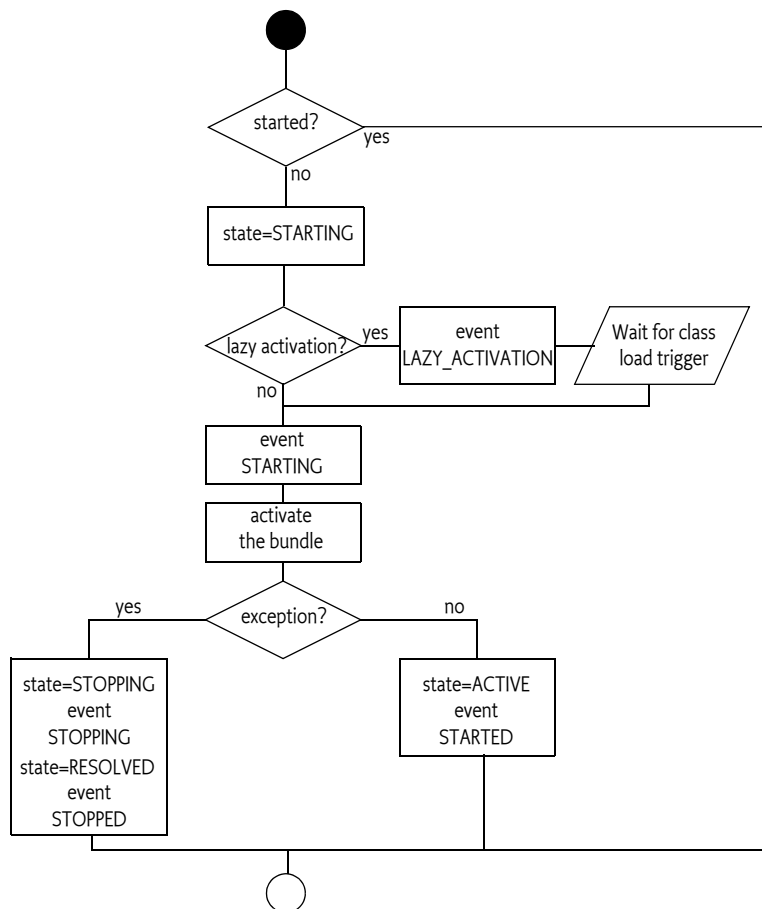 started?
yes
no
state=STARTING
lazy activation?
yes
event
LAZY_ACTIVATION
Wait for class
load trigger
no
event
STARTING
activate
the bundle
exception?
yes
no
state=STOPPING
event
STOPPING
state=RESOLVED
event
STOPPED
state=ACTIVE
event
STARTED